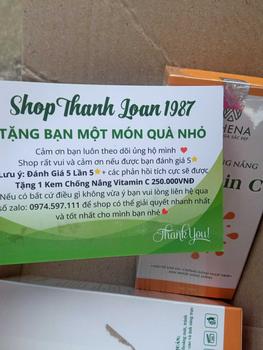 Shop Thanh Loan 1987
TẶNG BẠN MỘT MÓN QUÀ NHỎ
Cảm ơn bạn luôn theo dõi ủng hộ mình
Shop rất vui và cảm ơn nếu được bạn đánh giá 5
Lưu ý: Đánh Giá 5 Lần 5 + các phản hồi tích cực sẽ được
Tặng 1 Kem Chống Nắng Vitamin C 250.000VNĐ
Nếu có bất cứ điều gì không vừa ý bạn vui lòng liên hệ qua
số zalo: 0974.597.111 để shop có thể giải quyết nhanh nhất
và tốt nhất cho mình bạn nhé
Thank You!
HENA
NG NẮNG
in C